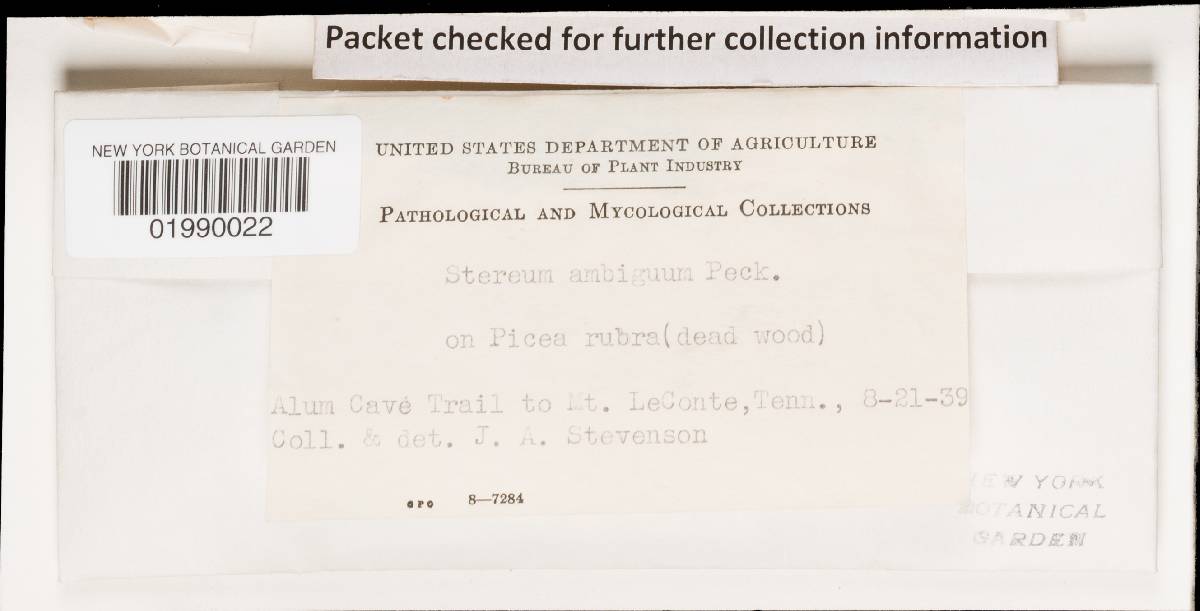 Packet checked for further collection information
NEW YORK BOTANICAL GARDEN
01990022
UNITED STATES DEPARTMENT OF AGRICULTURE
BUREAU OF PLANT INDUSTRY
PATHOLOGICAL AND MYCOLOGICAL COLLECTIONS
Stereum ambiguum Peck.
on Picea rubra(dead wood)
Alum Cave Trail to Mt. LeConte,Tenn., 8-21-39
Coll. & det. J. A. Stevenson
GPO 8—7284
NEW YORK
BOTANICAL
GARDEN